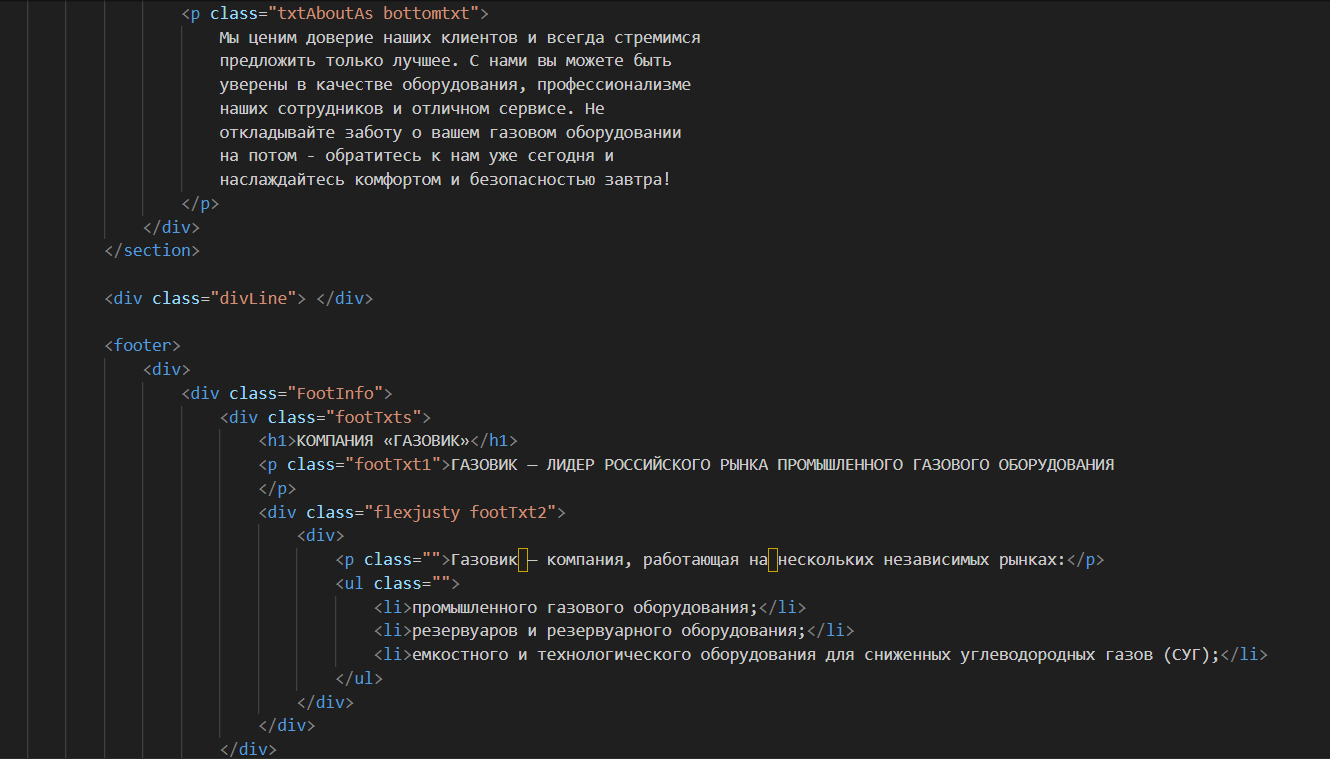 <p class="txtAboutAs bottomtxt">
Мы ценим доверие наших клиентов и всегда стремимся
предложить только лучшее. С нами вы можете быть
уверены в качестве оборудования, профессионализме
наших сотрудников и отличном сервисе. Не
откладывайте заботу о вашем газовом оборудовании
на потом - обратитесь к нам уже сегодня и
наслаждайтесь комфортом и безопасностью завтра!
</p>
</div>
</section>
<div class="divLine"> </div>
<footer>
<div>
<div class="FootInfo">
<div class="footTxts">
<h1>КОМПАНИЯ «ГАЗОВИК»</h1>
<p class="footTxt1">ГАЗОВИК — ЛИДЕР РОССИЙСКОГО РЫНКА ПРОМЫШЛЕННОГО ГАЗОВОГО ОБОРУДОВАНИЯ
</p>
<div class="flexjusty footTxt2">
<div>
<p class="">Газовик — компания, работающая на нескольких независимых рынках:</p>
<ul class="">
<li>промышленного газового оборудования;</li>
<li>резервуаров и резервуарного оборудования;</li>
<li>емкостного и технологического оборудования для сниженных углеводородных газов (СУГ);</li>
</ul>
</div>
</div>
</div>